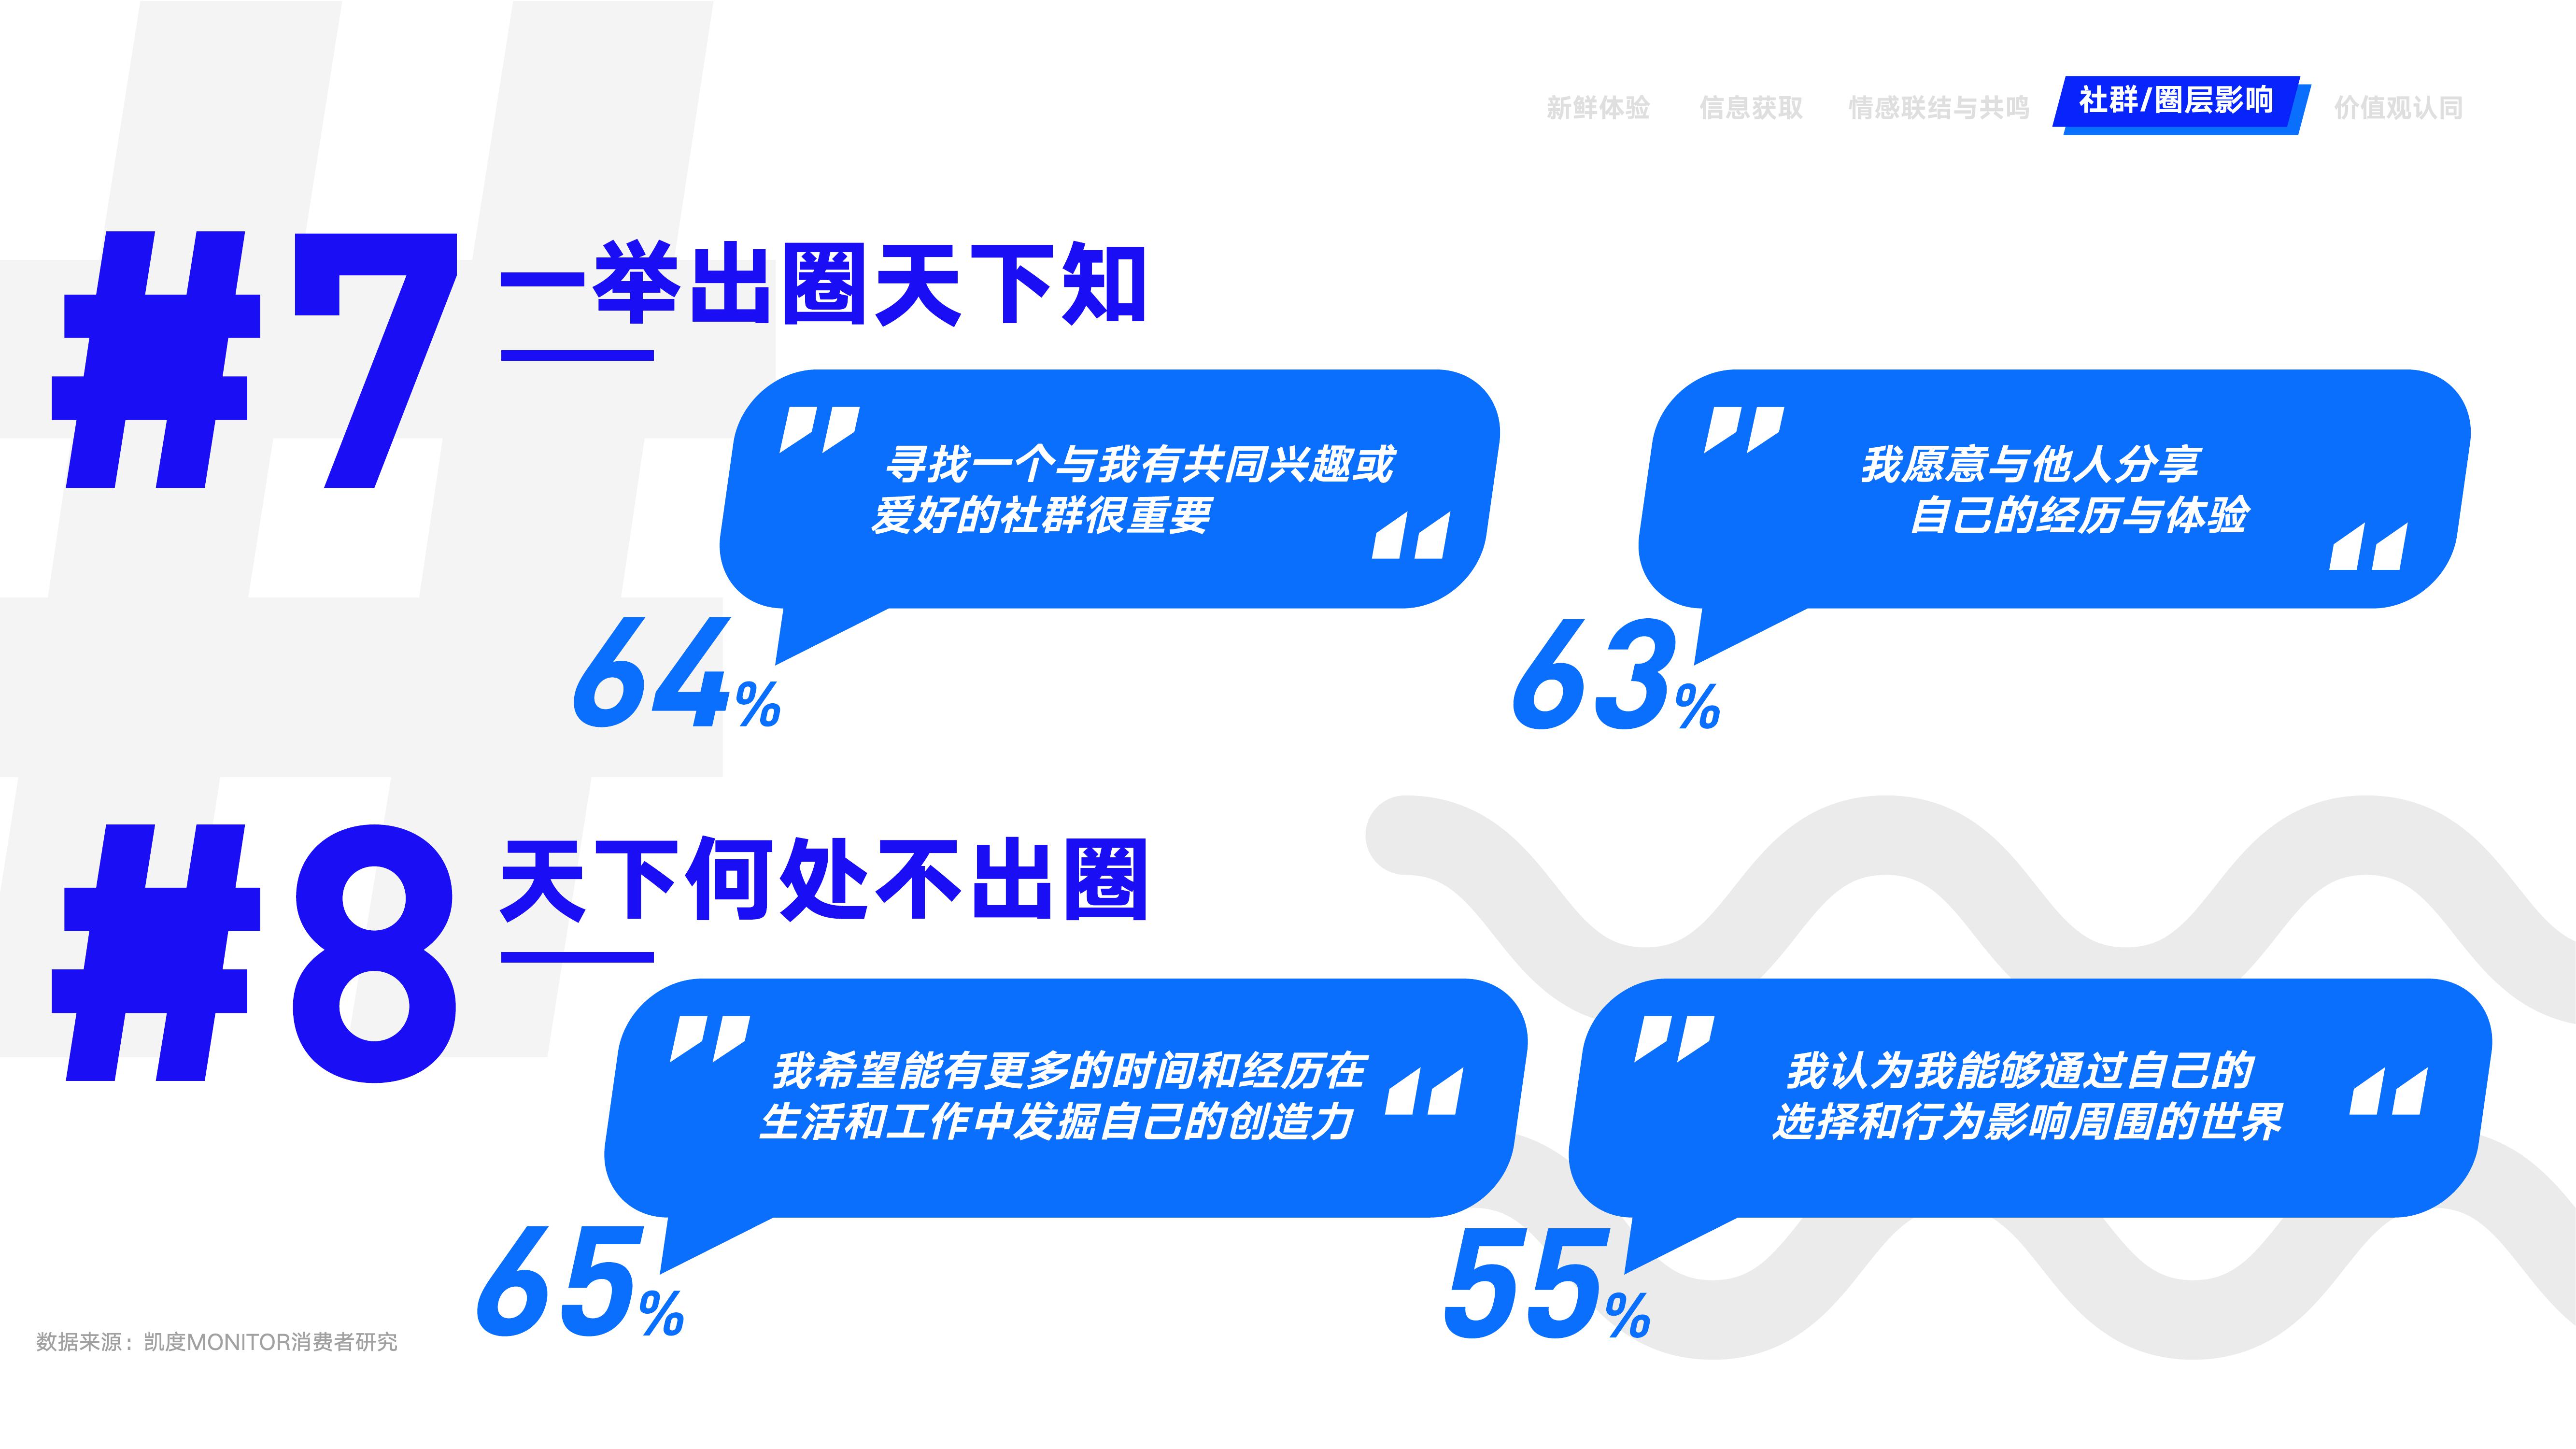 新鲜体验 信息获取 情感联结与共鸣 社群/圈层影响 价值观认同
#7 一举出圈天下知
”寻找一个与我有共同兴趣或
爱好的社群很重要“
64%
”我愿意与他人分享
自己的经历与体验“
63%
#8 天下何处不出圈
”我希望能有更多的时间和经历在
生活和工作中发掘自己的创造力“
65%
”我认为我能够通过自己的
选择和行为影响周围的世界“
55%
数据来源：凯度MONITOR消费者研究